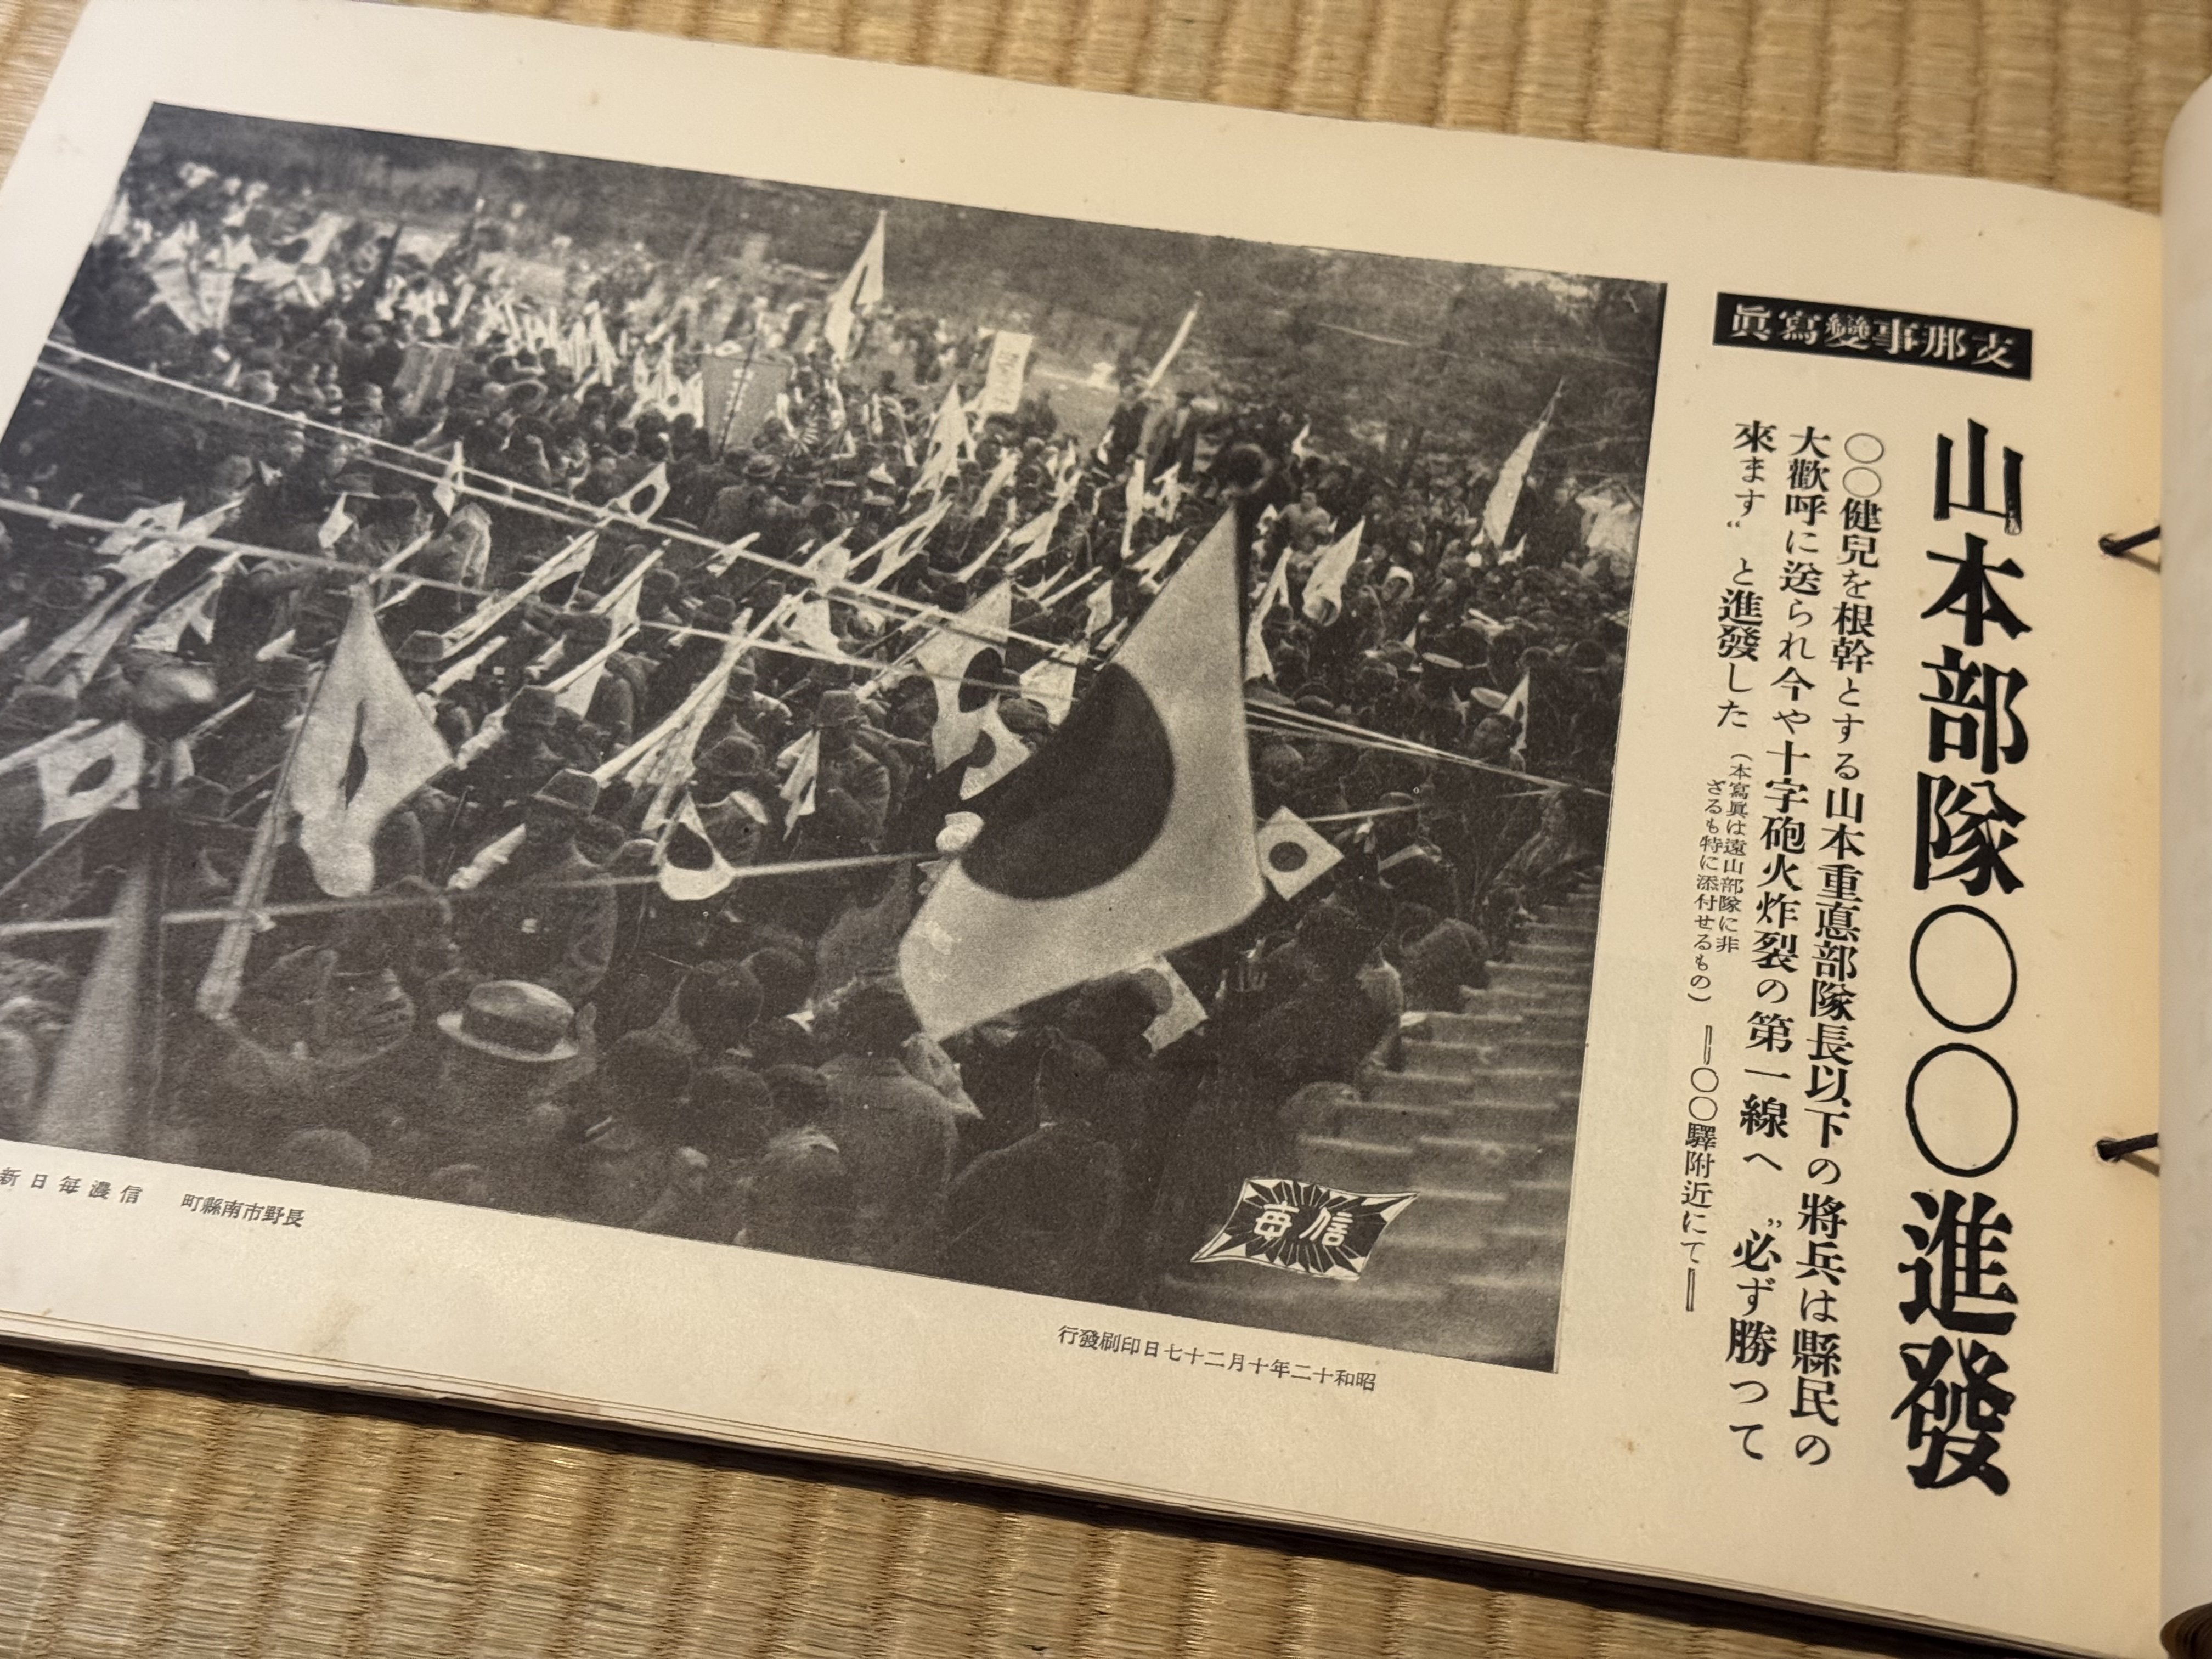 支那事變寫眞
山本部隊〇〇進發
〇〇健兒を根幹とする山本重悳部隊長以下の將兵は縣民の
大歡呼に送られ今や十字砲火炸裂の第一線へ〝必ず勝つて
來ます〟と進發した
（本寫眞は遠山部隊に非
ざるも特に添付せるもの）
＝〇〇驛附近にて＝
信毎
昭和十二年十月二十七日印刷發行
長野市南縣町 信濃每日新